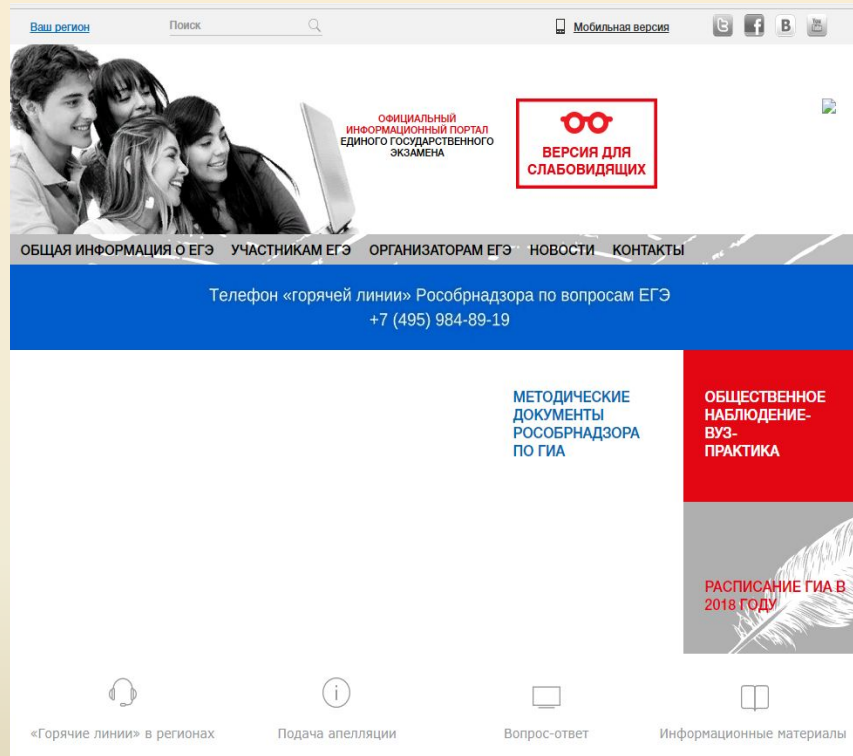 Ваш регион
Поиск
Мобильная версия
B
You
ОФИЦИАЛЬНЫЙ
ИНФОРМАЦИОННЫЙ ПОРТАЛ
ЕДИНОГО ГОСУДАРСТВЕННОГО
ЭКЗАМЕНА
ВЕРСИЯ ДЛЯ
СЛАБОВИДЯЩИХ
ОБЩАЯ ИНФОРМАЦИЯ О ЕГЭ УЧАСТНИКАМ ЕГЭ ОРГАНИЗАТОРАМ ЕГЭ НОВОСТИ КОНТАКТЫ
Телефон «горячей линии» Рособрнадзора по вопросам ЕГЭ
+7 (495) 984-89-19
МЕТОДИЧЕСКИЕ
ДОКУМЕНТЫ
РОСОБРНАДЗОРА
ПО ГИА
ОБЩЕСТВЕННОЕ
НАБЛЮДЕНИЕ-
ВУЗ-
ПРАКТИКА
РАСПИСАНИЕ ГИА В
2018 ГОДУ
«Горячие линии» в регионах
Подача апелляции
Вопрос-ответ
Информационные материалы